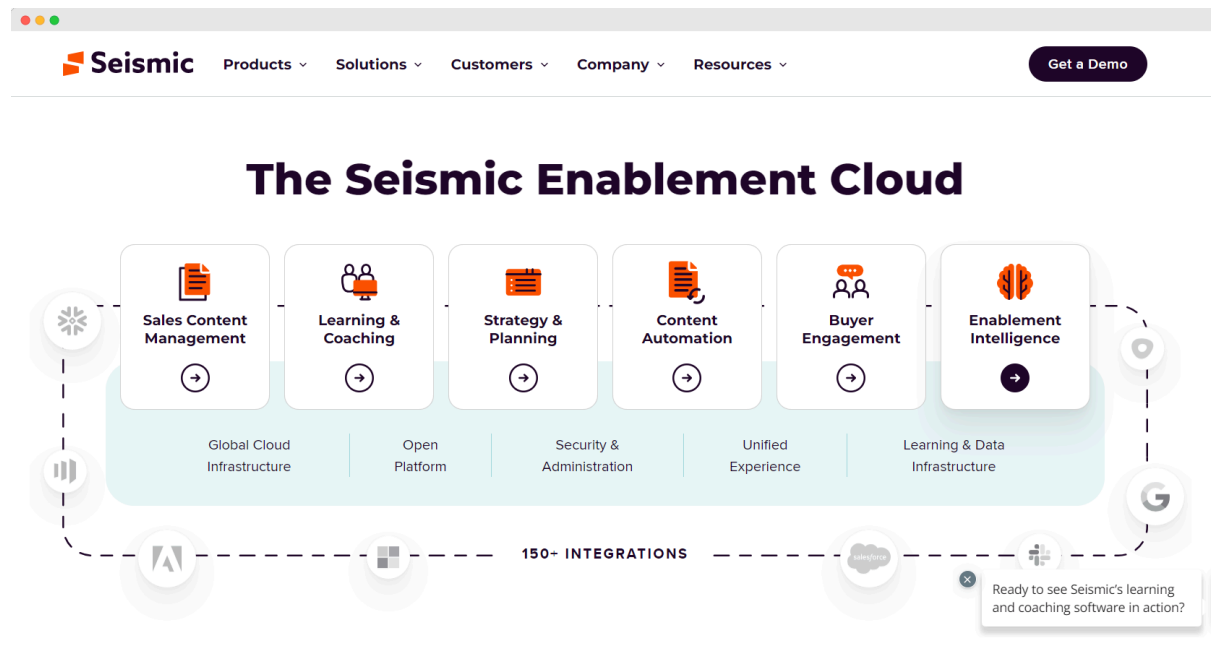 Seismic
Products
Solutions
Customers
Company
Resources
Get a Demo
The Seismic Enablement Cloud
Sales Content
Management
Learning &
Coaching
Strategy &
Planning
Content
Automation
Buyer
Engagement
Enablement
Intelligence
Global Cloud
Infrastructure
Open
Platform
Security &
Administration
Unified
Experience
Learning & Data
Infrastructure
150+ INTEGRATIONS
salesforce
Ready to see Seismic's learning
and coaching software in action?